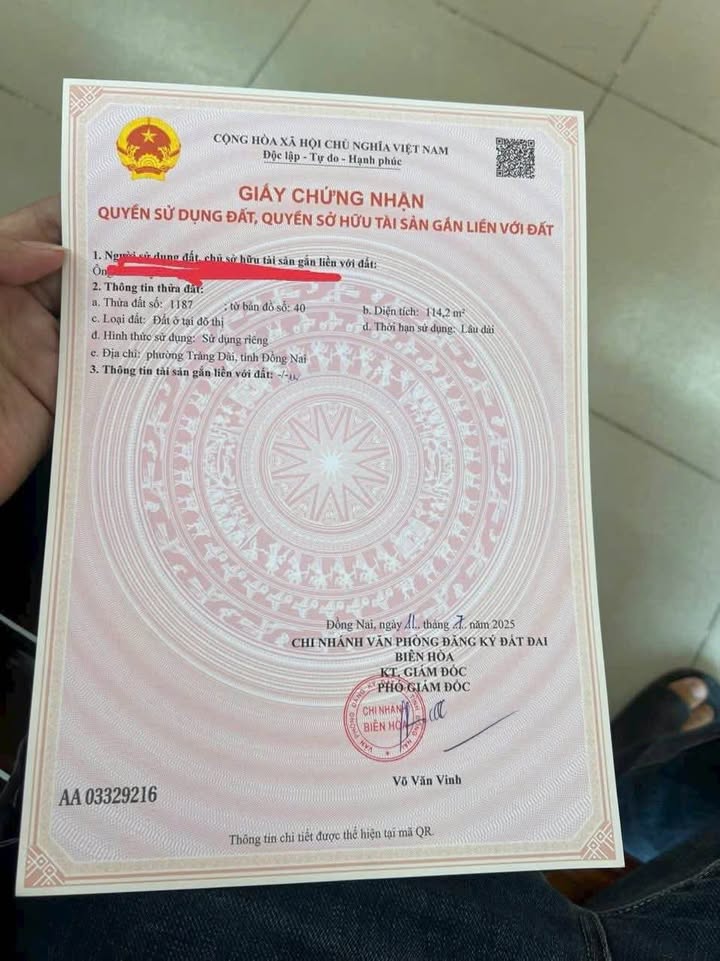 CỘNG HÒA XÃ HỘI CHỦ NGHĨA VIỆT NAM
Độc lập - Tự do - Hạnh phúc
GIẤY CHỨNG NHẬN
QUYỀN SỬ DỤNG ĐẤT, QUYỀN SỞ HỮU TÀI SẢN GẮN LIỀN VỚI ĐẤT
1. Người sử dụng đất, chủ sở hữu tài sản gắn liền với đất:
2. Thông tin thửa đất:
a. Thửa đất số: 1187 ; tờ bản đồ số: 40 b. Diện tích: 114,2 m²
c. Loại đất: Đất ở tại đô thị d. Thời hạn sử dụng: Lâu dài
đ. Hình thức sử dụng: Sử dụng riêng
e. Địa chỉ: phường Trảng Dài, tỉnh Đồng Nai
3. Thông tin tài sản gắn liền với đất: -/-
Đồng Nai, ngày 11 tháng 7 năm 2025
CHI NHÁNH VĂN PHÒNG ĐĂNG KÝ ĐẤT ĐAI
BIÊN HÒA
KT. GIÁM ĐỐC
PHÓ GIÁM ĐỐC
CHI NHÁNH
BIÊN HÒA
Võ Văn Vinh
AA 03329216
Thông tin chi tiết được thể hiện tại mã QR.